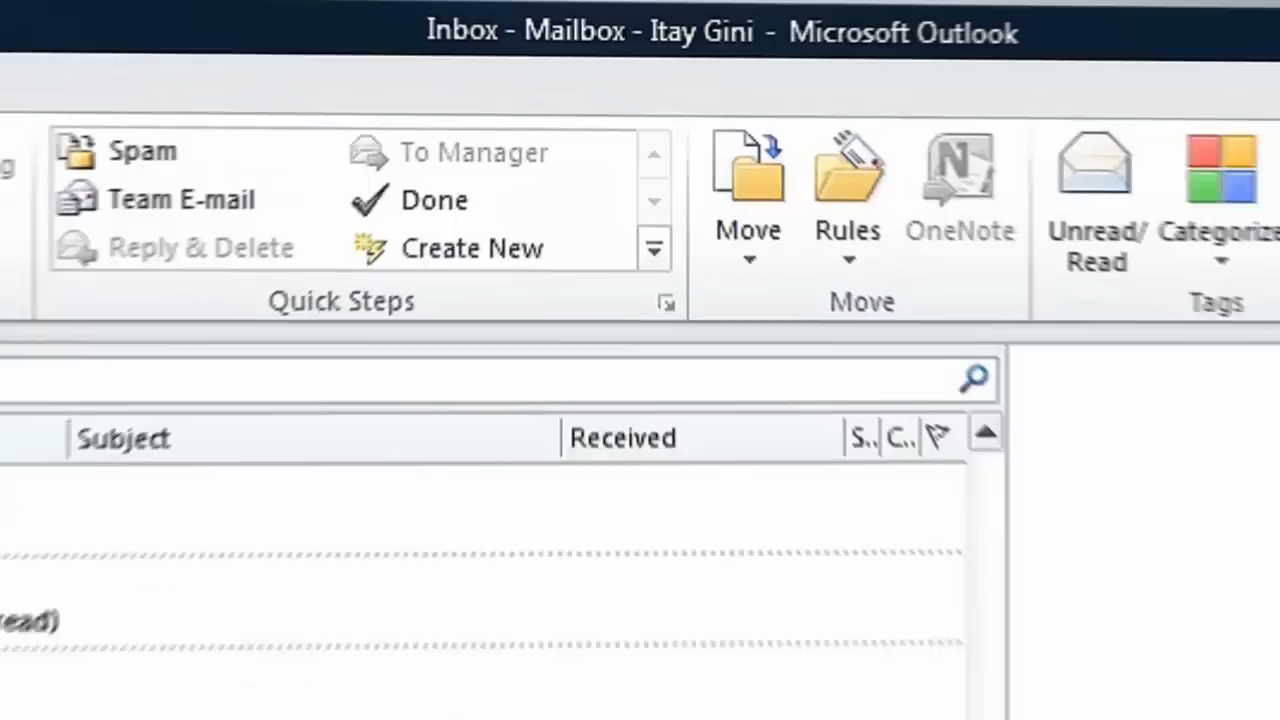 Inbox - Mailbox - Itay Gini - Microsoft Outlook
Spam
To Manager
Team E-mail
Done
Reply & Delete
Create New
Quick Steps
Move
Rules
OneNote
Move
Unread/
Read
Categorize
Tags
Subject
Received
S..
C..
read)